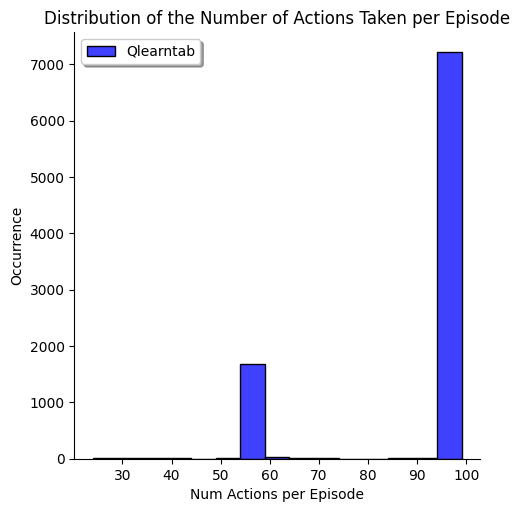 Distribution of the Number of Actions Taken per Episode
Qlearntab
7000
6000
5000
4000
3000
2000
1000
0
Occurrence
30 40 50 60 70 80 90 100
Num Actions per Episode